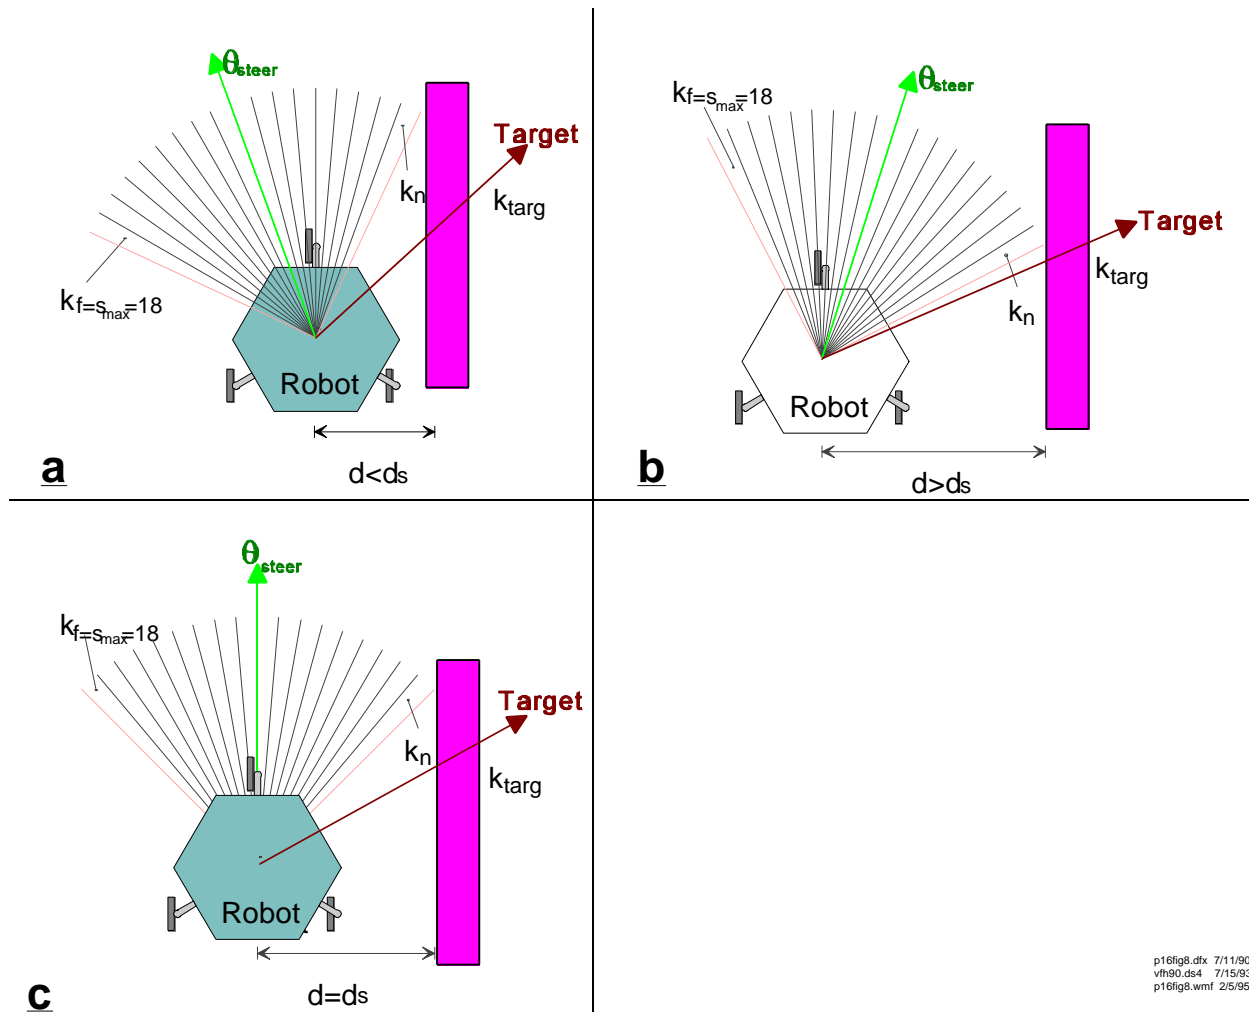 θsteer
Target
kn
ktarg
kf=smax=18
Robot
a
d<ds
kf=smax=18
θsteer
Target
ktarg
kn
Robot
b
d>ds
θsteer
kf=smax=18
Target
kn
ktarg
Robot
c
d=ds
p16fig8.dfx 7/11/90
vfh90.ds4 7/15/93
p16fig8.wmf 2/5/95